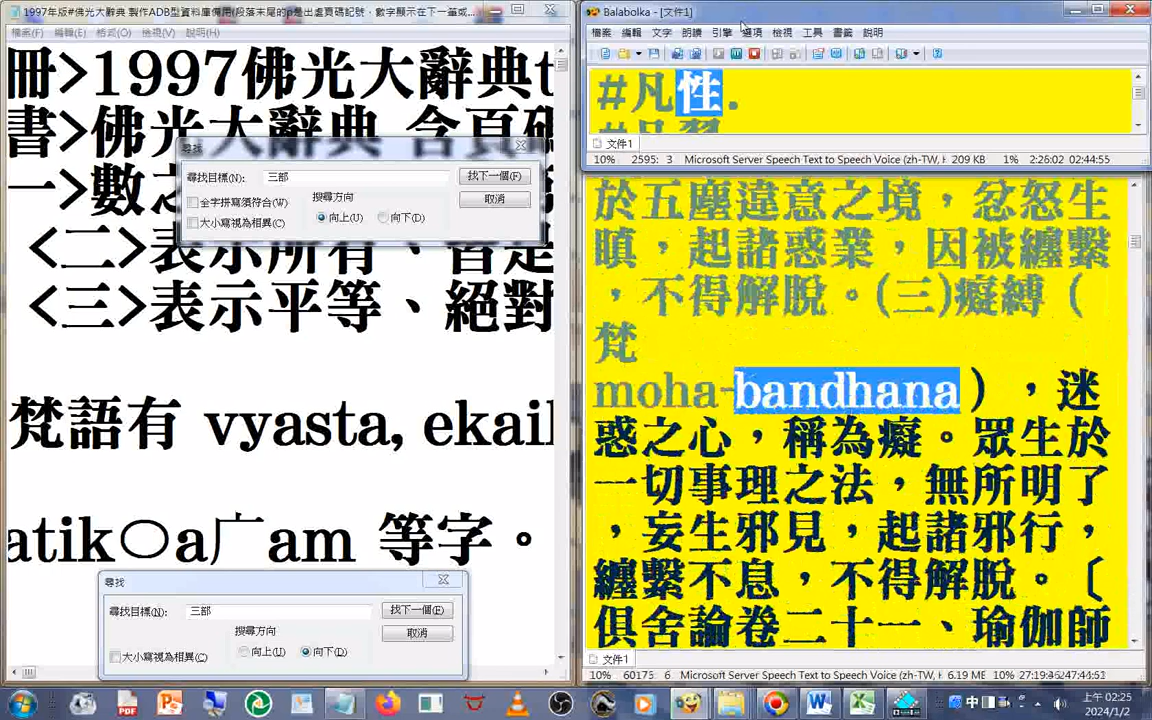 1997年版#佛光大辭典 製作ADB型資料庫備用(段落末尾的p是出處頁碼記號﹐數字顯示在下一筆或...
檔案(F) 編輯(E) 格式(O) 檢視(V) 說明(H)
冊>1997佛光大辭典t
書>佛光大辭典 含頁碼
一>數之
<二>表示所有、皆是
<三>表示平等、絕對
梵語有 vyasta, ekail
atik○a广am 等字。
尋找
尋找目標(N): 三部
找下一個(F)
全字拼寫須符合(W)
搜尋方向
取消
大小寫視為相異(C)
向上(U) 向下(D)
尋找
尋找目標(N): 三部
找下一個(F)
搜尋方向
取消
大小寫視為相異(C)
向上(U) 向下(D)
Balabolka - [文件1]
檔案 編輯 文字 朗讀 引擎 選項 檢視 工具 書籤 說明
#凡性.
#凡習
文件1
10% 2595: 3 Microsoft Server Speech Text to Speech Voice (zh-TW, H 209 KB 1% 2:26:02 02:44:55
於五塵違意之境，忿怒生
瞋，起諸惑業，因被纏繫
，不得解脫。(三)癡縛（
梵
moha-bandhana），迷
惑之心，稱為癡。眾生於
一切事理之法，無所明了
，妄生邪見，起諸邪行，
纏繫不息，不得解脫。〔
俱舍論卷二十一、瑜伽師
文件1
10% 60175: 6 Microsoft Server Speech Text to Speech Voice (zh-TW, 6.19 ME 10% 27:19:45/47:44:51
上午 02:25
2024/1/2